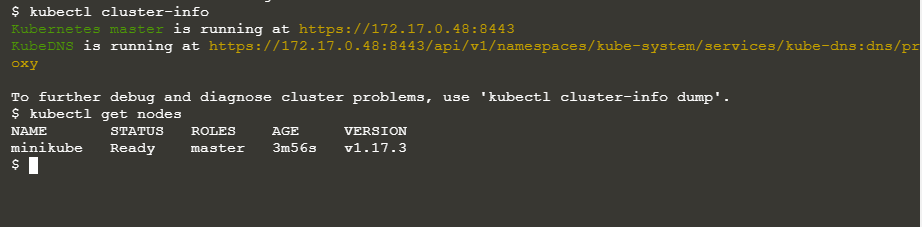 $ kubectl cluster-info
Kubernetes master is running at https://172.17.0.48:8443
KubeDNS is running at https://172.17.0.48:8443/api/v1/namespaces/kube-system/services/kube-dns:dns/pr
oxy
To further debug and diagnose cluster problems, use 'kubectl cluster-info dump'.
$ kubectl get nodes
NAME STATUS ROLES AGE VERSION
minikube Ready master 3m56s v1.17.3
$